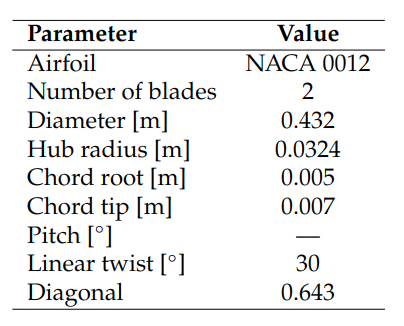 Parameter Value
Airfoil NACA 0012
Number of blades 2
Diameter [m] 0.432
Hub radius [m] 0.0324
Chord root [m] 0.005
Chord tip [m] 0.007
Pitch [°] —
Linear twist [°] 30
Diagonal 0.643